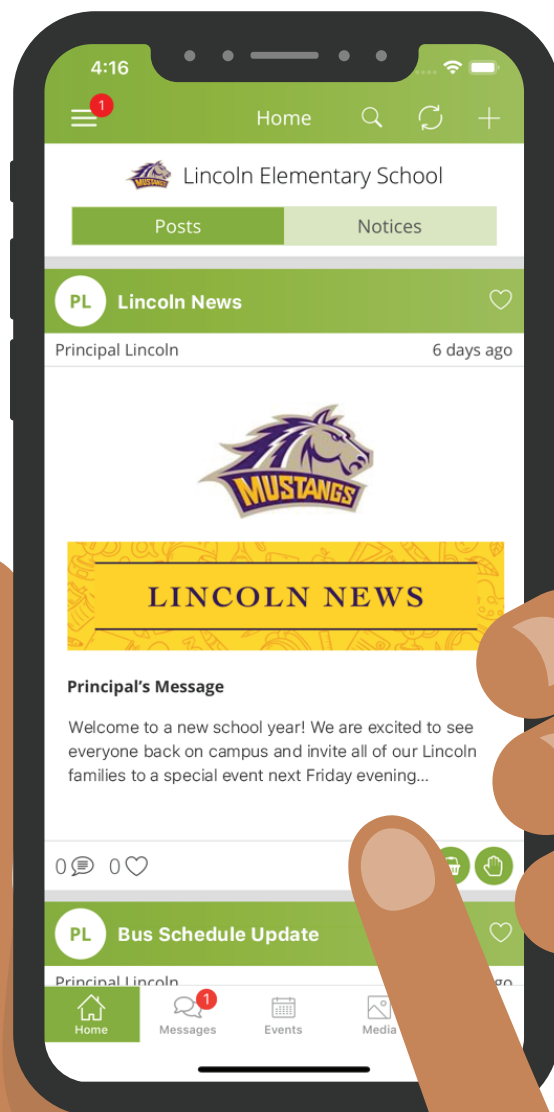 4:16
1
Home
MUSTANGS
Lincoln Elementary School
Posts
Notices
PL
Lincoln News
Principal Lincoln
6 days ago
MUSTANGS
LINCOLN NEWS
Principal's Message
Welcome to a new school year! We are excited to see
everyone back on campus and invite all of our Lincoln
families to a special event next Friday evening...
0
0
PL
Bus Schedule Update
Principal Lincoln
go
1
Home
Messages
Events
Media